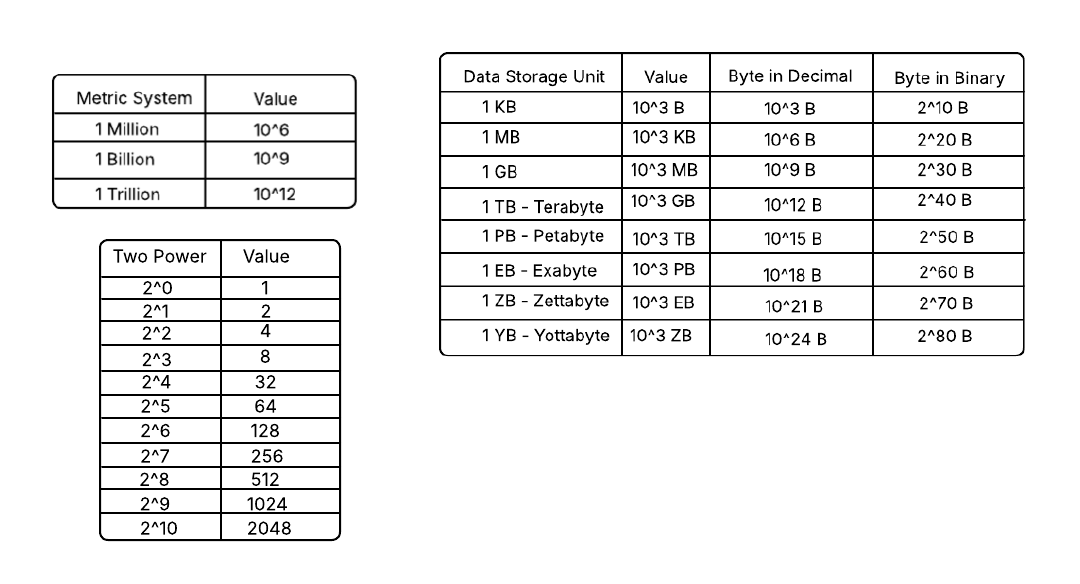 Metric System Value
1 Million 10^6
1 Billion 10^9
1 Trillion 10^12
Two Power Value
2^0 1
2^1 2
2^2 4
2^3 8
2^4 32
2^5 64
2^6 128
2^7 256
2^8 512
2^9 1024
2^10 2048
Data Storage Unit Value Byte in Decimal Byte in Binary
1 KB 10^3 B 10^3 B 2^10 B
1 MB 10^3 KB 10^6 B 2^20 B
1 GB 10^3 MB 10^9 B 2^30 B
1 TB - Terabyte 10^3 GB 10^12 B 2^40 B
1 PB - Petabyte 10^3 TB 10^15 B 2^50 B
1 EB - Exabyte 10^3 PB 10^18 B 2^60 B
1 ZB - Zettabyte 10^3 EB 10^21 B 2^70 B
1 YB - Yottabyte 10^3 ZB 10^24 B 2^80 B